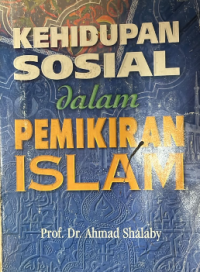 KEHIDUPAN
SOSIAL
dalam
PEMIKIRAN
ISLAM
Prof. Dr. Ahmad Shalaby